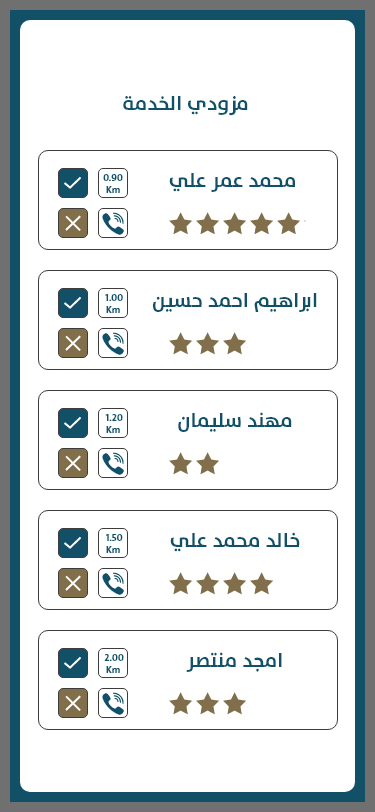 مزودي الخدمة
محمد عمر علي
0.90
Km
ابراهيم احمد حسين
1.00
Km
مهند سليمان
1.20
Km
خالد محمد علي
1.50
Km
امجد منتصر
2.00
Km